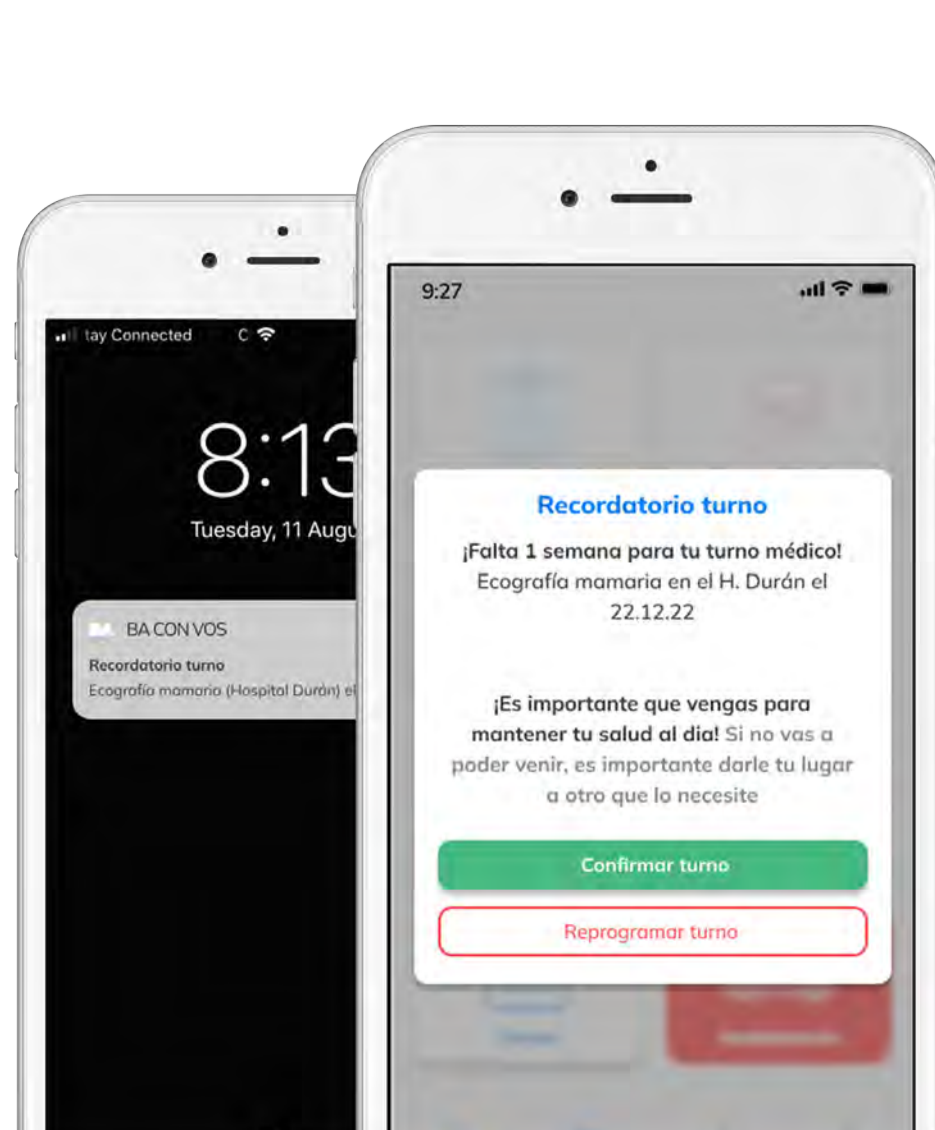 tay Connected
8:13
Tuesday, 11 Augu
BA CON VOS
Recordatorio turno
Ecografía mamaria (Hospital Durán) el
9:27
Recordatorio turno
¡Falta 1 semana para tu turno médico!
Ecografía mamaria en el H. Durán el
22.12.22
¡Es importante que vengas para
mantener tu salud al dia! Si no vas a
poder venir, es importante darle tu lugar
a otro que lo necesite
Confirmar turno
Reprogramar turno